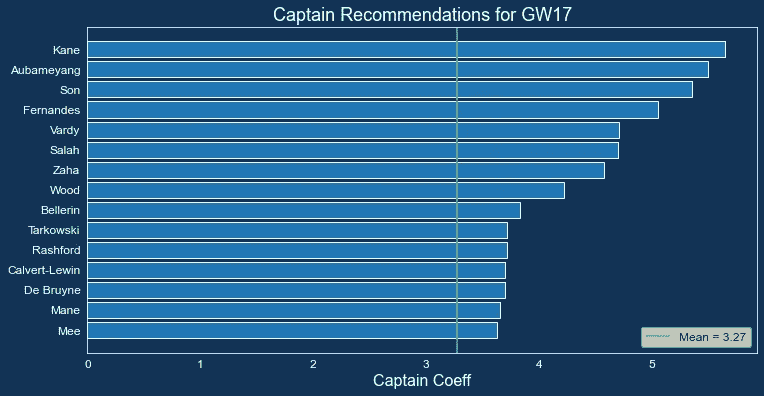 Captain Recommendations for GW17
Kane
Aubameyang
Son
Fernandes
Vardy
Salah
Zaha
Wood
Bellerin
Tarkowski
Rashford
Calvert-Lewin
De Bruyne
Mane
Mee
Mean = 3.27
0 1 2 3 4 5
Captain Coeff